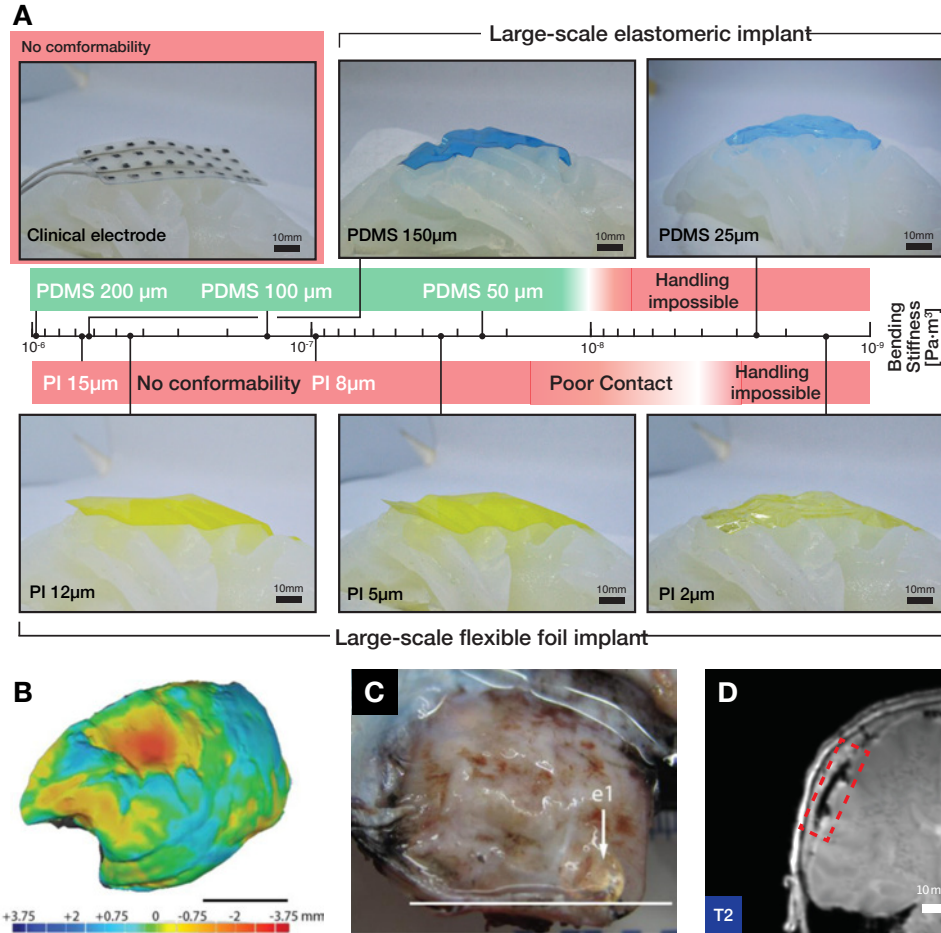 A
No comformability
Large-scale elastomeric implant
Clinical electrode
10mm
PDMS 150µm
10mm
PDMS 25µm
10mm
PDMS 200 µm
PDMS 100 µm
PDMS 50 µm
Handling
impossible
10-6
10-7
10-8
10-9
Bending
Stiffness
[Pa·m³]
PI 15µm
No conformability
PI 8µm
Poor Contact
Handling
impossible
PI 12µm
10mm
PI 5µm
10mm
PI 2µm
10mm
Large-scale flexible foil implant
B
+3.75 +2 +0.75 0 -0.75 -2 -3.75 mm
C
e1
D
T2
10 m